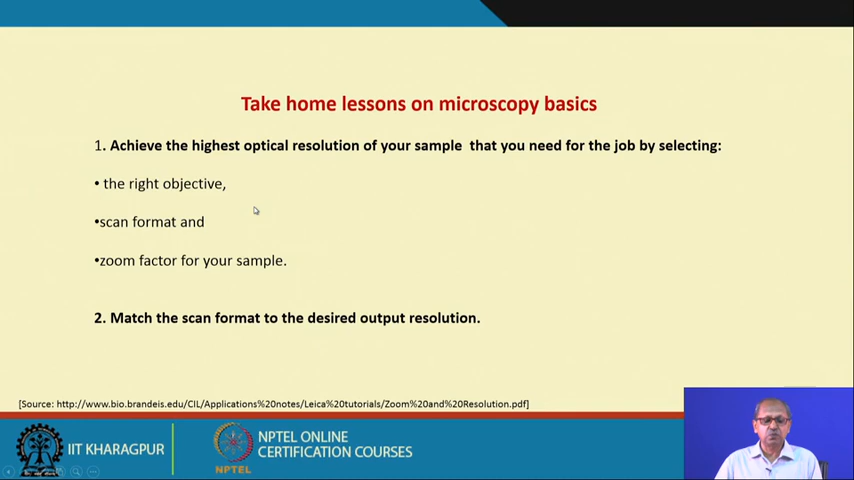 Take home lessons on microscopy basics
1. Achieve the highest optical resolution of your sample that you need for the job by selecting:
• the right objective,
•scan format and
•zoom factor for your sample.
2. Match the scan format to the desired output resolution.
[Source: http://www.bio.brandeis.edu/CIL/Applications%20notes/Leica%20tutorials/Zoom%20and%20Resolution.pdf]
IIT KHARAGPUR
NPTEL
NPTEL ONLINE
CERTIFICATION COURSES